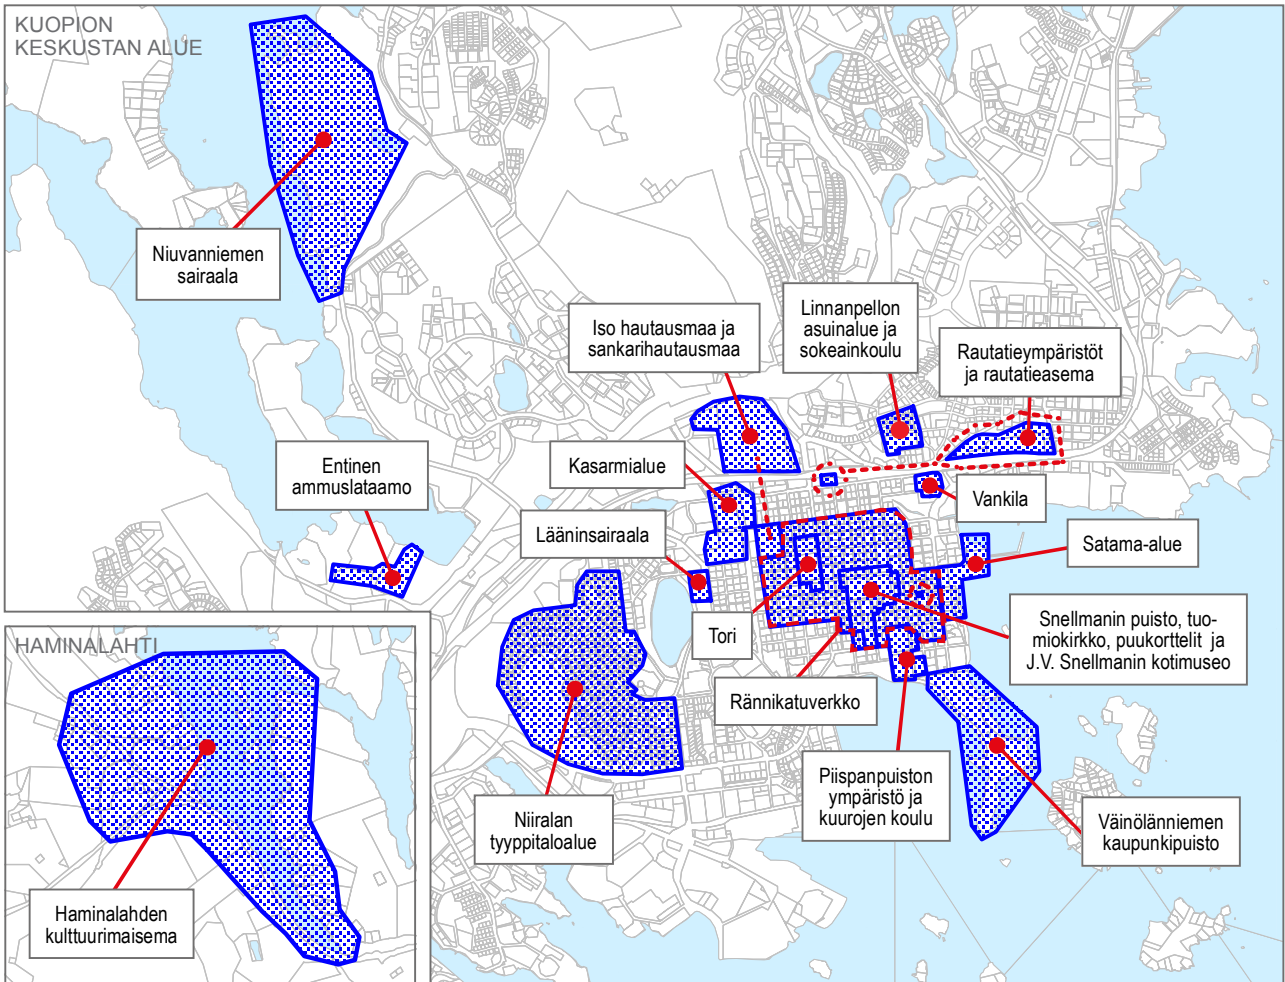 KUOPION
KESKUSTAN ALUE
Niuvanniemen
sairaala
Iso hautausmaa ja
sankarihautausmaa
Linnanpellon
asuinalue ja
sokeainkoulu
Rautatieympäristöt
ja rautatieasema
Entinen
ammuslataamo
Kasarmialue
Vankila
Lääninsairaala
Satama-alue
Tori
Snellmanin puisto, tuo-
miokirkko, puukorttelit ja
J.V. Snellmanin kotimuseo
Rännikatuverkko
Piispanpuiston
ympäristö ja
kuurojen koulu
Niiralan
tyyppitaloalue
Väinölänniemen
kaupunkipuisto
HAMINALAHTI
Haminalahden
kulttuurimaisema